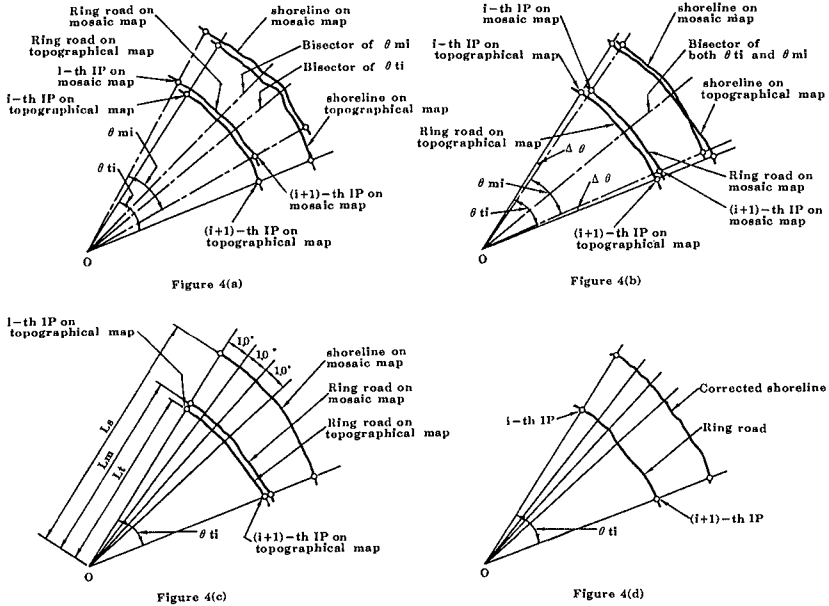 Ring road on
mosaic map
shoreline on
mosaic map
Ring road on
topographical map
Bisector of θ mi
Bisector of θ ti
l-th IP on
mosaic map
i-th IP on
topographical map
shoreline on
topographical map
θ mi
θ ti
(i+1)-th IP on
mosaic map
(i+1)-th IP on
topographical map
O
Figure 4(a)
i-th IP on
mosaic map
shoreline on
mosaic map
i-th IP on
topographical map
Bisector of
both θ ti and θ mi
shoreline on
topographical map
Ring road on
topographical map
Δ θ
Ring road on
mosaic map
θ mi
Δ θ
θ ti
(i+1)-th IP on
mosaic map
(i+1)-th IP on
topographical map
O
Figure 4(b)
l-th IP on
topographical map
1.0°
1.0°
1.0°
shoreline on
mosaic map
Ring road on
mosaic map
Ring road on
topographical map
Ls
Lm
Lt
θ ti
(i+1)-th IP on
topographical map
O
Figure 4(c)
Corrected shoreline
i-th IP
Ring road
(i+1)-th IP
θ ti
O
Figure 4(d)